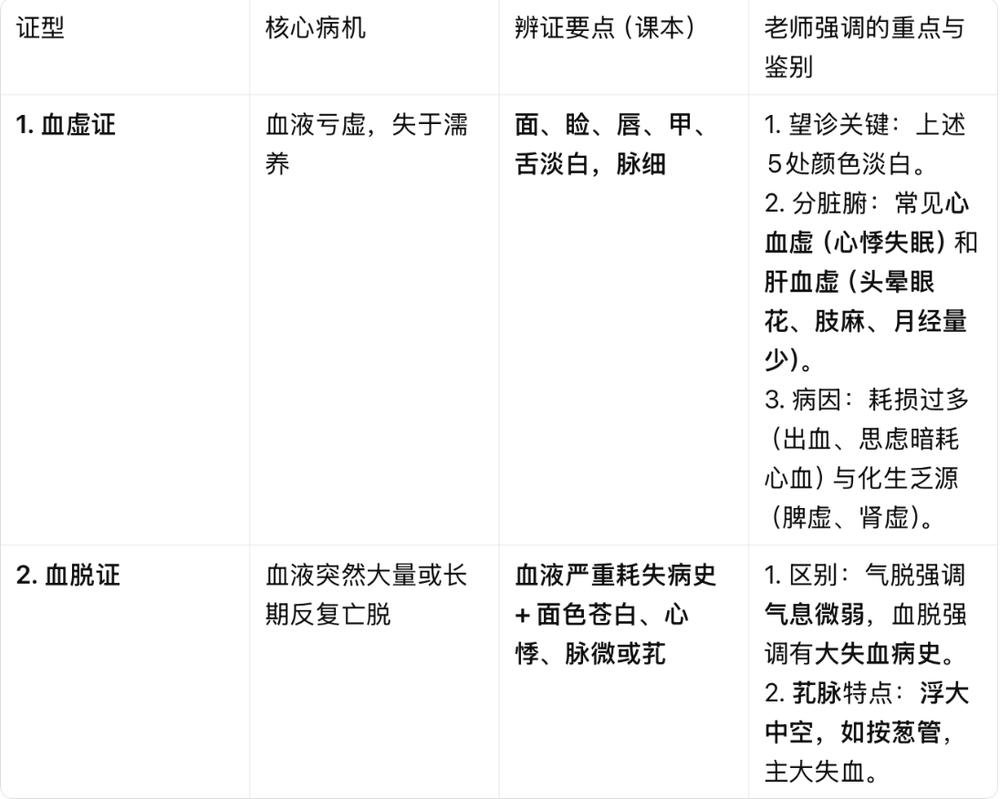 证型
核心病机
辨证要点（课本）
老师强调的重点与
鉴别
1. 血虚证
血液亏虚，失于濡
养
面、睑、唇、甲、
舌淡白，脉细
1. 望诊关键：上述
5处颜色淡白。
2. 分脏腑：常见心
血虚（心悸失眠）和
肝血虚（头晕眼
花、肢麻、月经量
少）。
3. 病因：耗损过多
（出血、思虑暗耗
心血）与化生乏源
（脾虚、肾虚）。
2. 血脱证
血液突然大量或长
期反复亡脱
血液严重耗失病史
+ 面色苍白、心
悸、脉微或芤
1. 区别：气脱强调
气息微弱，血脱强
调有大失血病史。
2. 芤脉特点：浮大
中空，如按葱管，
主大失血。